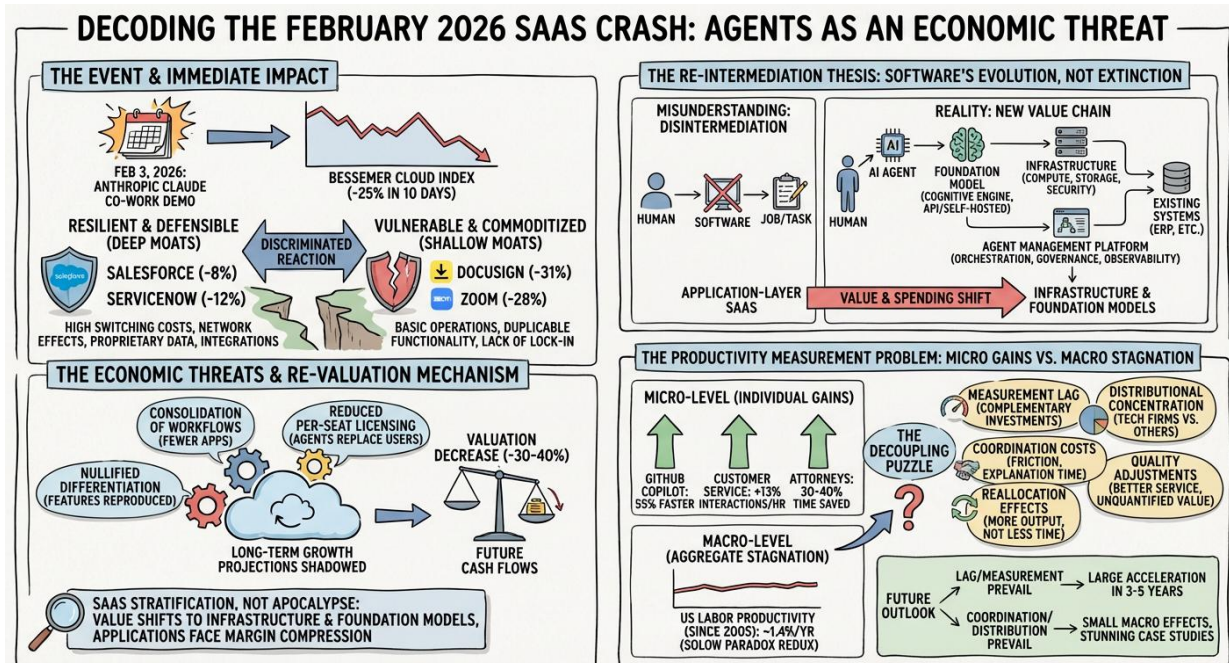 DECODING THE FEBRUARY 2026 SAAS CRASH: AGENTS AS AN ECONOMIC THREAT
THE EVENT & IMMEDIATE IMPACT
FEB 3, 2026:
ANTHROPIC CLAUDE
CO-WORK DEMO
BESSEMER CLOUD INDEX
(-25% IN 10 DAYS)
RESILIENT & DEFENSIBLE
(DEEP MOATS)
SALESFORCE (-8%)
SERVICENOW (-12%)
HIGH SWITCHING COSTS, NETWORK
EFFECTS, PROPRIETARY DATA, INTEGRATIONS
DISCRIMINATED
REACTION
VULNERABLE & COMMODITIZED
(SHALLOW MOATS)
DOCUSIGN (-31%)
ZOOM (-28%)
BASIC OPERATIONS, DUPLICABLE
FUNCTIONALITY, LACK OF LOCK-IN
THE ECONOMIC THREATS & RE-VALUATION MECHANISM
CONSOLIDATION
OF WORKFLOWS
(FEWER APPS)
REDUCED
PER-SEAT LICENSING
(AGENTS REPLACE USERS)
NULLIFIED
DIFFERENTIATION
(FEATURES REPRODUCED)
LONG-TERM GROWTH
PROJECTIONS SHADOWED
VALUATION
DECREASE (-30-40%)
FUTURE
CASH FLOWS
SAAS STRATIFICATION, NOT APOCALYPSE:
VALUE SHIFTS TO INFRASTRUCTURE & FOUNDATION MODELS,
APPLICATIONS FACE MARGIN COMPRESSION
THE RE-INTERMEDIATION THESIS: SOFTWARE'S EVOLUTION, NOT EXTINCTION
MISUNDERSTANDING:
DISINTERMEDIATION
HUMAN
SOFTWARE
JOB/TASK
REALITY: NEW VALUE CHAIN
HUMAN
AI
AI AGENT
FOUNDATION
MODEL
(COGNITIVE ENGINE,
API/SELF-HOSTED)
INFRASTRUCTURE
(COMPUTE, STORAGE,
SECURITY)
EXISTING
SYSTEMS
(ERP, ETC.)
AGENT MANAGEMENT PLATFORM
(ORCHESTRATION, GOVERNANCE, OBSERVABILITY)
APPLICATION-LAYER
SAAS
VALUE & SPENDING SHIFT
INFRASTRUCTURE &
FOUNDATION MODELS
THE PRODUCTIVITY MEASUREMENT PROBLEM: MICRO GAINS VS. MACRO STAGNATION
MICRO-LEVEL (INDIVIDUAL GAINS)
GITHUB
COPILOT:
55% FASTER
CUSTOMER
SERVICE: +13%
INTERACTIONS/HR
ATTORNEYS:
30-40%
TIME SAVED
MACRO-LEVEL
(AGGREGATE STAGNATION)
US LABOR PRODUCTIVITY
(SINCE 2005): ~1.4%/YR
(SOLOW PARADOX REDUX)
THE
DECOUPLING
PUZZLE
?
MEASUREMENT LAG
(COMPLEMENTARY
INVESTMENTS)
DISTRIBUTIONAL
CONCENTRATION
(TECH FIRMS VS.
OTHERS)
COORDINATION COSTS
(FRICTION,
EXPLANATION TIME)
QUALITY
ADJUSTMENTS
(BETTER SERVICE,
UNQUANTIFIED VALUE)
REALLOCATION
EFFECTS
(MORE OUTPUT,
NOT LESS TIME)
FUTURE
OUTLOOK
LAG/MEASUREMENT
PREVAIL
LARGE ACCELERATION
IN 3-5 YEARS
COORDINATION/
DISTRIBUTION
PREVAIL
SMALL MACRO EFFECTS,
STUNNING CASE STUDIES